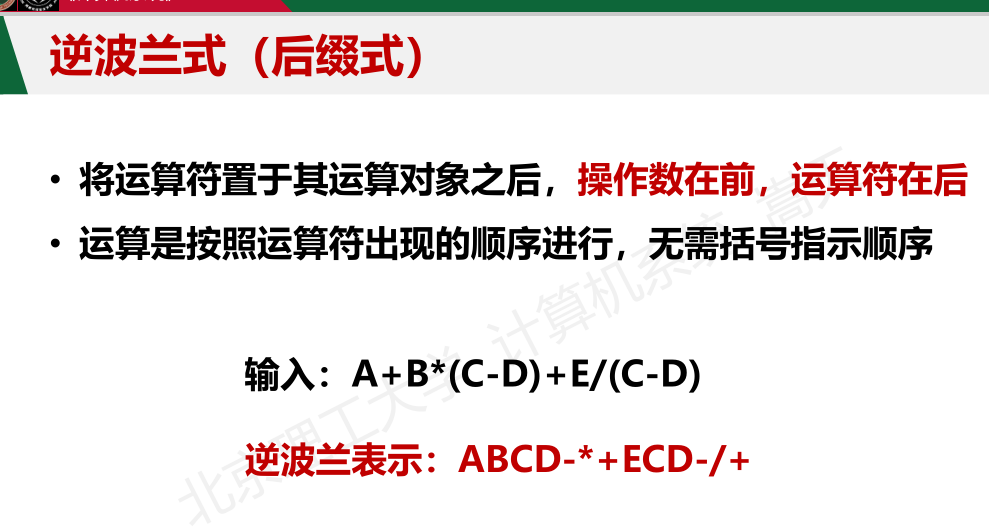 逆波兰式（后缀式）
• 将运算符置于其运算对象之后，操作数在前，运算符在后
• 运算是按照运算符出现的顺序进行，无需括号指示顺序
输入：A+B*(C-D)+E/(C-D)
逆波兰表示：ABCD-*+ECD-/+
北京理工大学 计算机系统